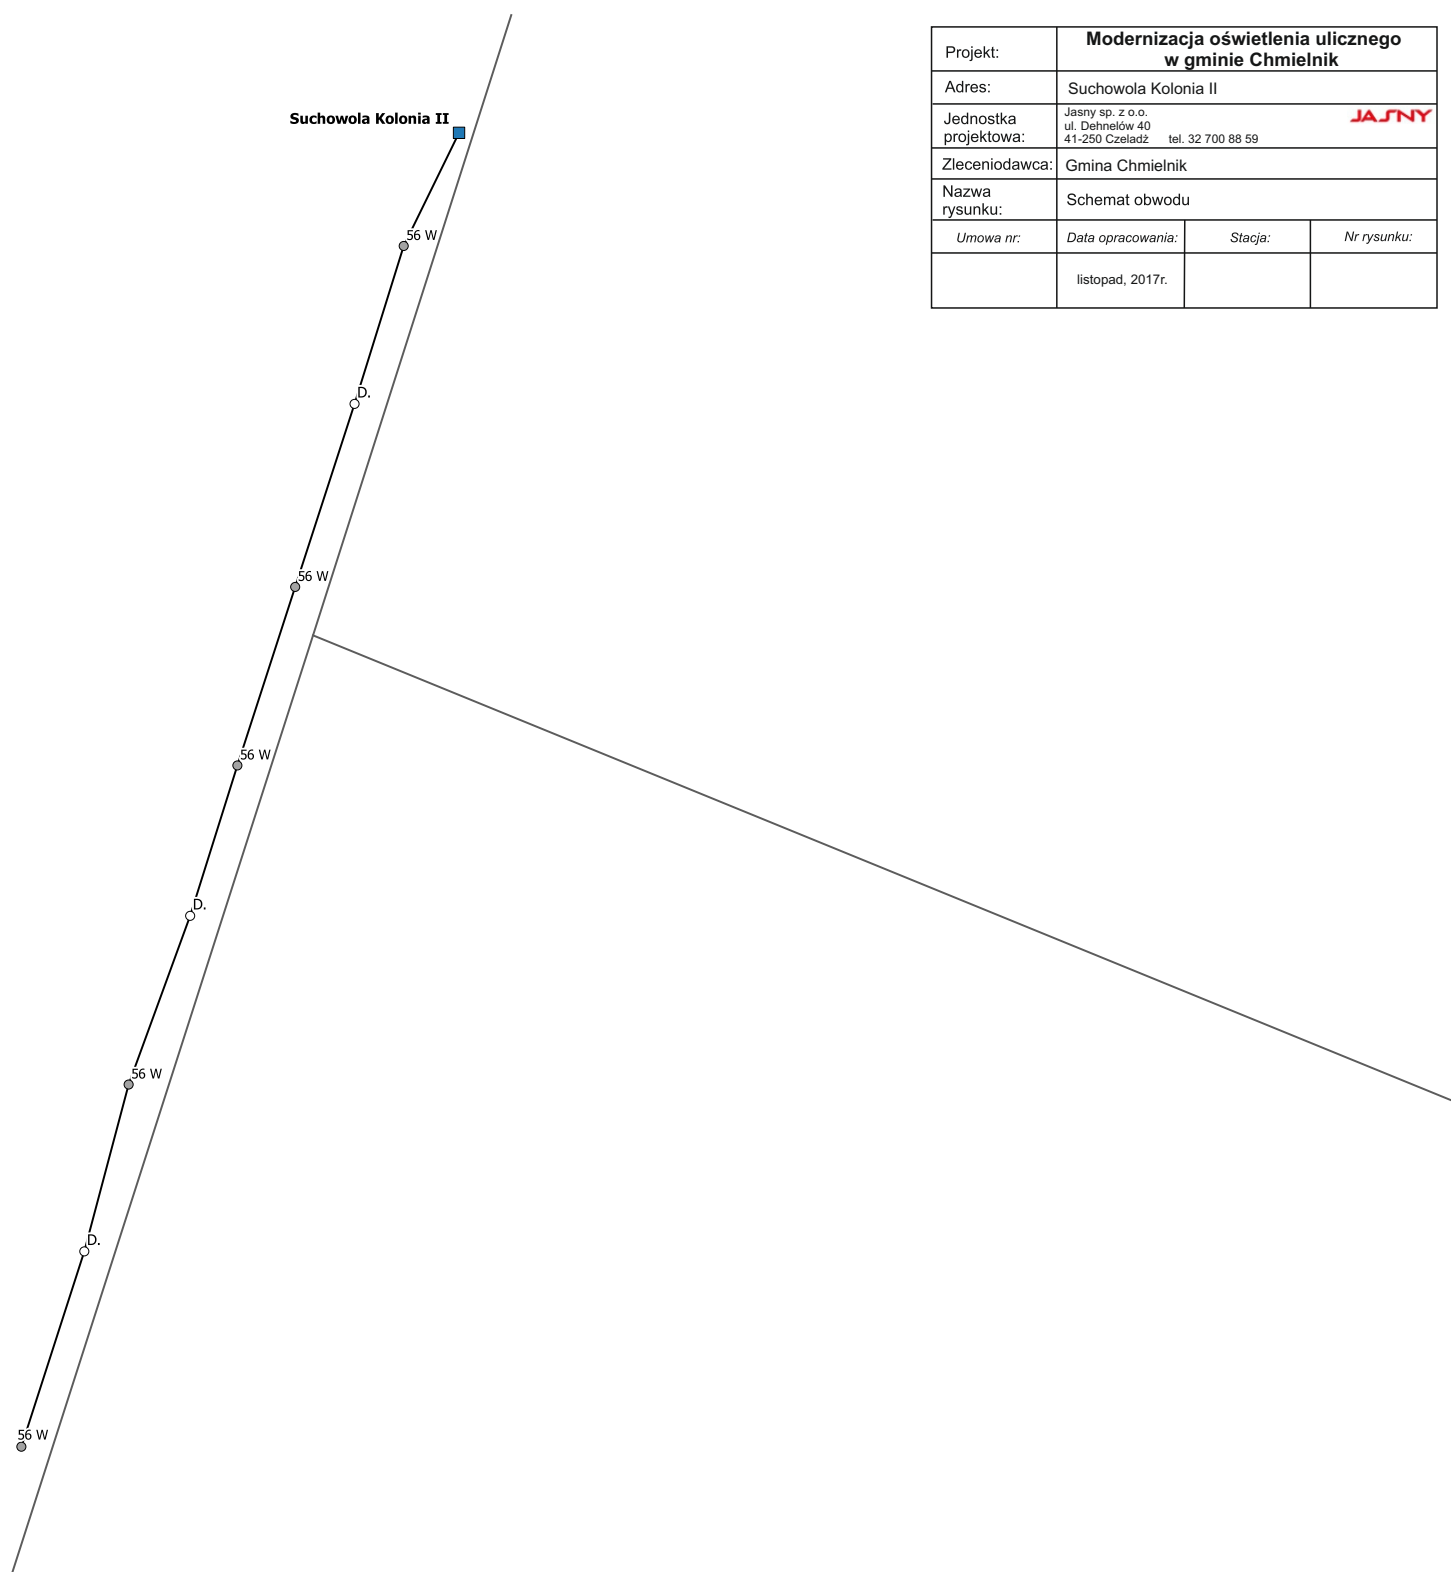 Projekt:
Modernizacja oświetlenia ulicznego
w gminie Chmielnik
Adres:
Suchowola Kolonia II
Jednostka
projektowa:
Jasny sp. z o.o.
ul. Dehnelów 40
41-250 Czeladź tel. 32 700 88 59
JASNY
Zleceniodawca:
Gmina Chmielnik
Nazwa
rysunku:
Schemat obwodu
Umowa nr:
Data opracowania:
Stacja:
Nr rysunku:
listopad, 2017r.
Suchowola Kolonia II
56 W
D.
56 W
56 W
D.
56 W
D.
56 W